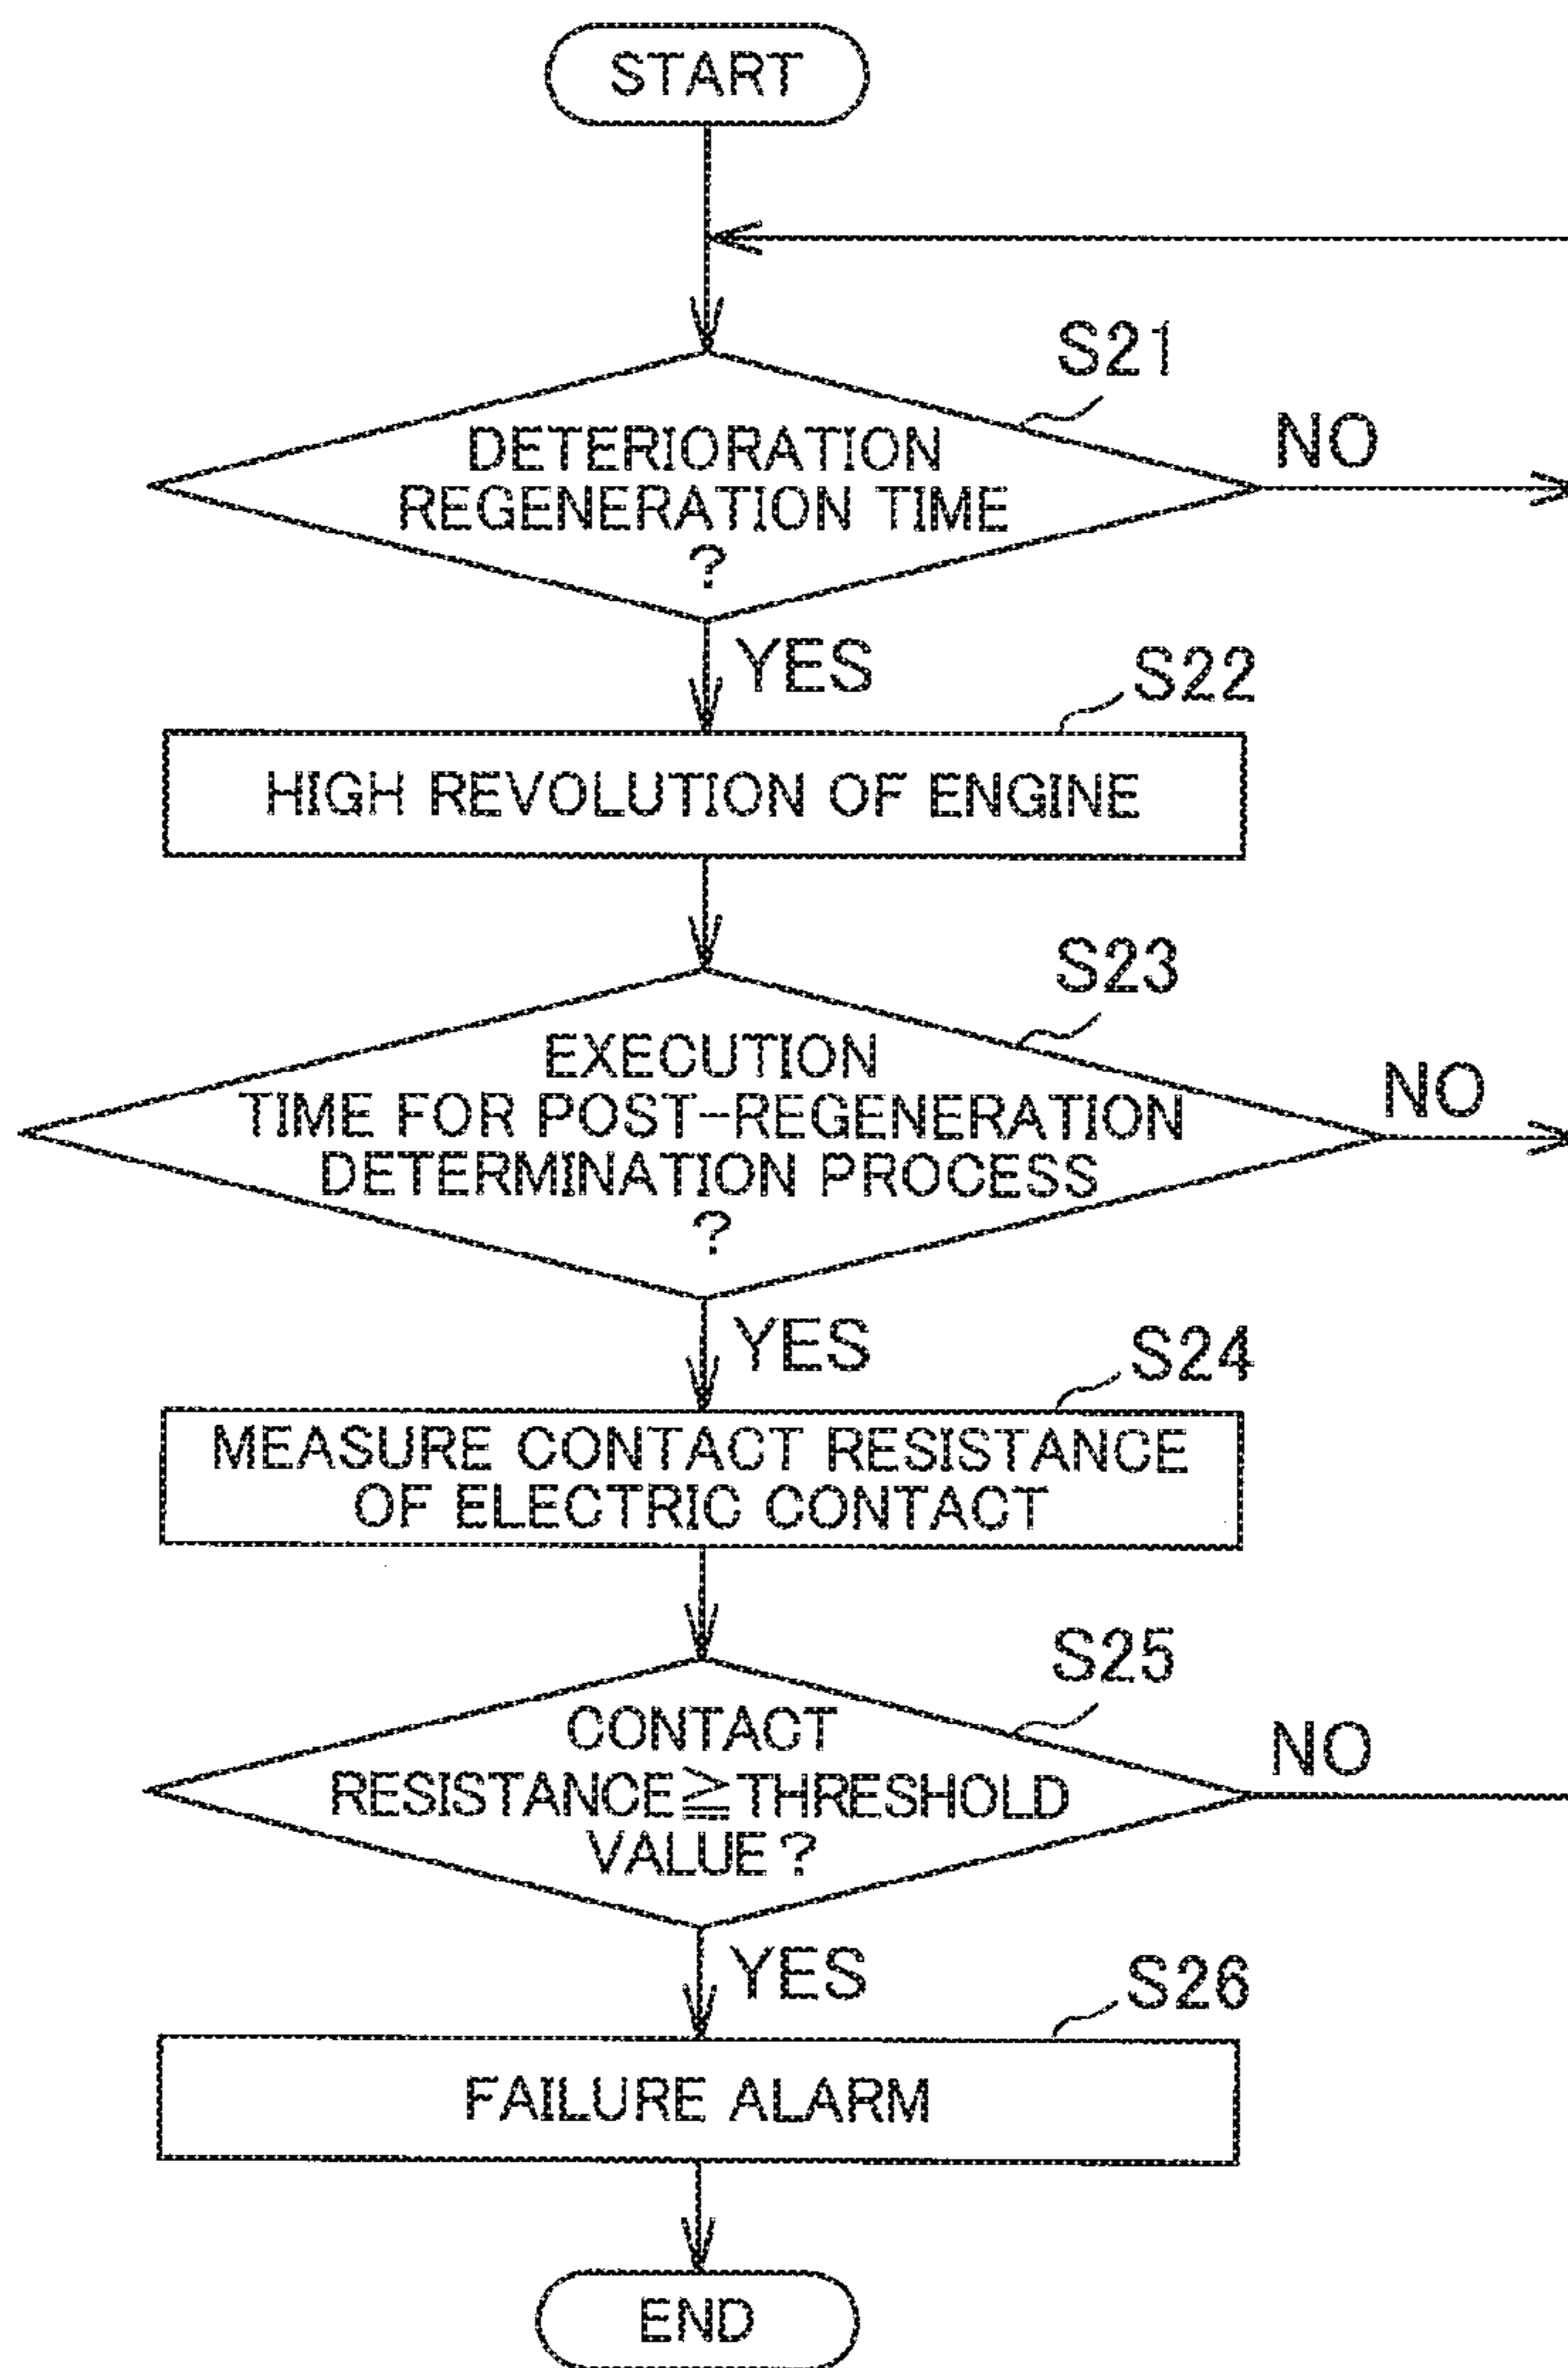 START
S21
DETERIORATION
REGENERATION TIME
?
NO
YES
S22
HIGH REVOLUTION OF ENGINE
S23
EXECUTION
TIME FOR POST-REGENERATION
DETERMINATION PROCESS
?
NO
YES
S24
MEASURE CONTACT RESISTANCE
OF ELECTRIC CONTACT
S25
CONTACT
RESISTANCE≧THRESHOLD
VALUE?
NO
YES
S26
FAILURE ALARM
END